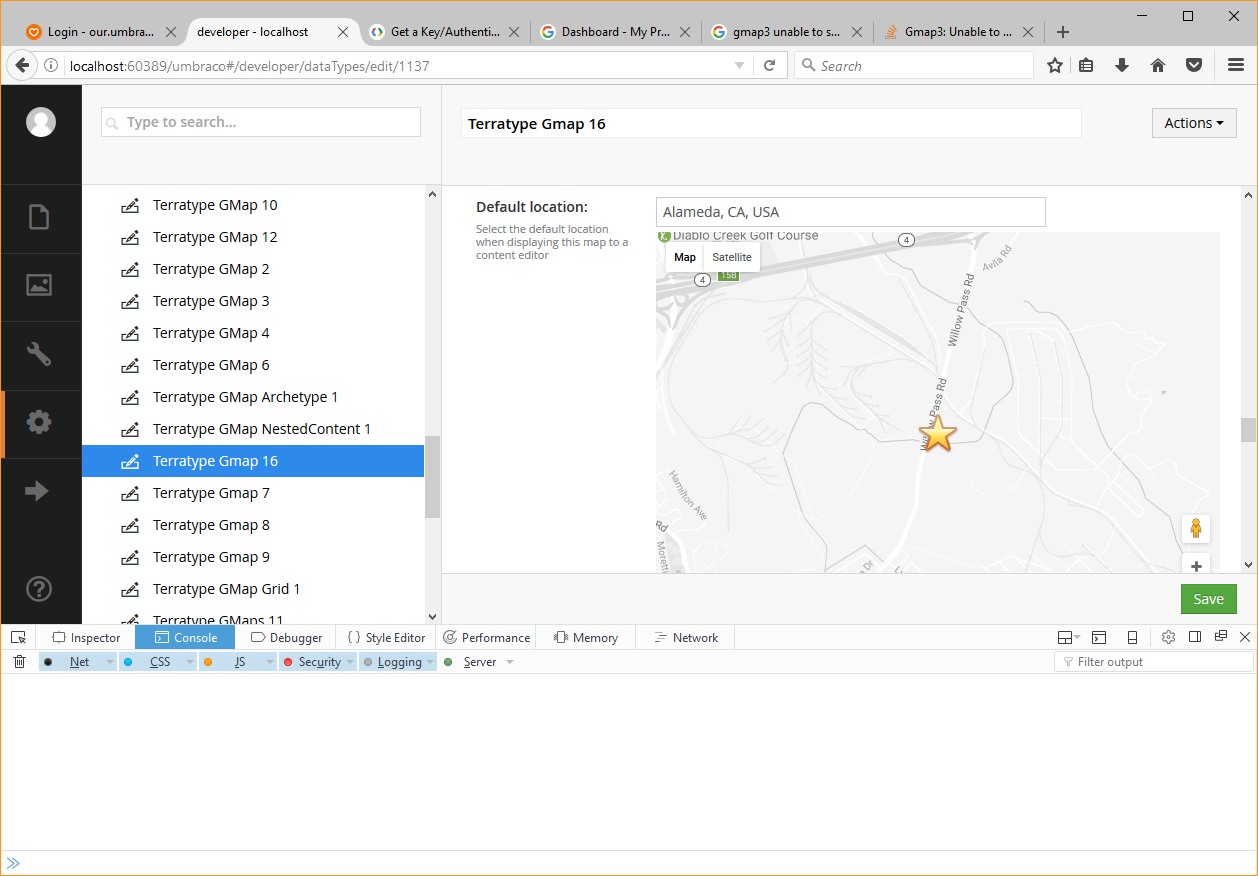 Login - our.umbra...
developer - localhost
Get a Key/Authenti...
Dashboard - My Pr...
gmap3 unable to s...
Gmap3: Unable to ...
localhost:60389/umbraco#/developer/dataTypes/edit/1137
Search
Type to search...
Terratype GMap 10
Terratype GMap 12
Terratype GMap 2
Terratype GMap 3
Terratype GMap 4
Terratype GMap 6
Terratype GMap Archetype 1
Terratype GMap NestedContent 1
Terratype Gmap 16
Terratype Gmap 7
Terratype Gmap 8
Terratype Gmap 9
Terratype GMap Grid 1
Terratype GMaps 11
Terratype Gmap 16
Actions
Default location:
Select the default location
when displaying this map to a
content editor
Alameda, CA, USA
Diablo Creek Golf Course
Map
Satellite
4
4
15B
Avila Rd
Willow Pass Rd
Willow Pass Rd
Hamilton Ave
Rd
Moretti
Dr
+
Save
Inspector
Console
Debugger
{ } Style Editor
Performance
Memory
Network
Net
CSS
JS
Security
Logging
Server
Filter output